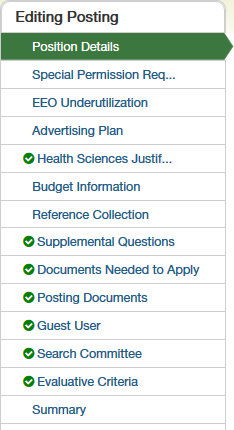 Editing Posting
Position Details
Special Permission Req...
EEO Underutilization
Advertising Plan
Health Sciences Justif...
Budget Information
Reference Collection
Supplemental Questions
Documents Needed to Apply
Posting Documents
Guest User
Search Committee
Evaluative Criteria
Summary